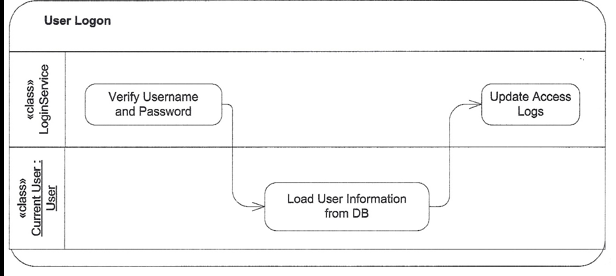 User Logon
«class»
LoginService
Verify Username
and Password
Update Access
Logs
«class»
Current User :
User
Load User Information
from DB